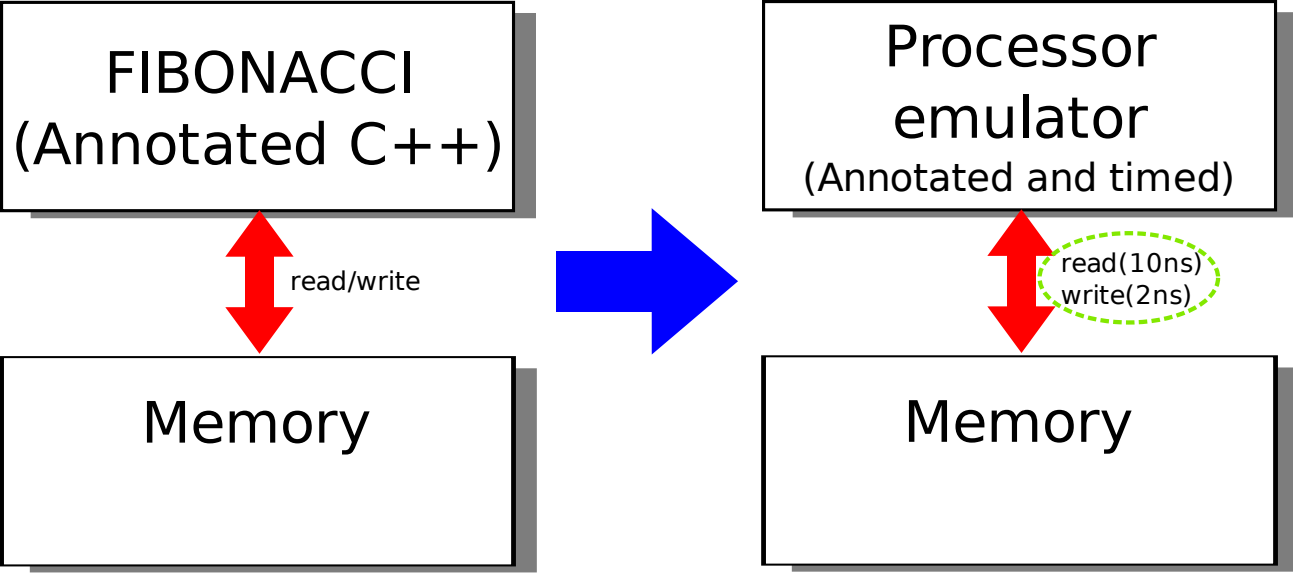 FIBONACCI
(Annotated C++)
read/write
Memory
Processor
emulator
(Annotated and timed)
read(10ns)
write(2ns)
Memory